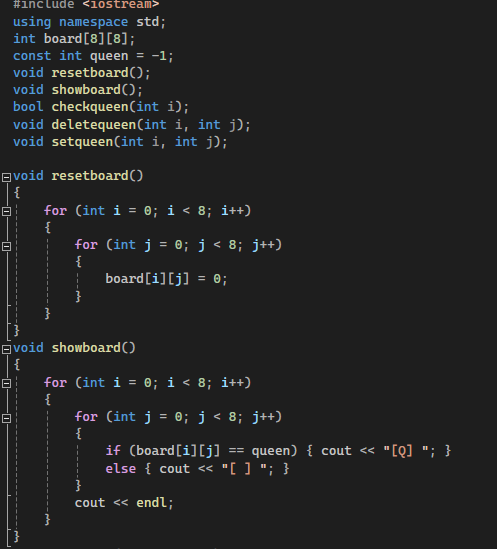 #include <iostream>
using namespace std;
int board[8][8];
const int queen = -1;
void resetboard();
void showboard();
bool checkqueen(int i);
void deletequeen(int i, int j);
void setqueen(int i, int j);
void resetboard()
{
for (int i = 0; i < 8; i++)
{
for (int j = 0; j < 8; j++)
{
board[i][j] = 0;
}
}
}
void showboard()
{
for (int i = 0; i < 8; i++)
{
for (int j = 0; j < 8; j++)
{
if (board[i][j] == queen) { cout << "[Q] "; }
else { cout << "[ ] "; }
}
cout << endl;
}
}